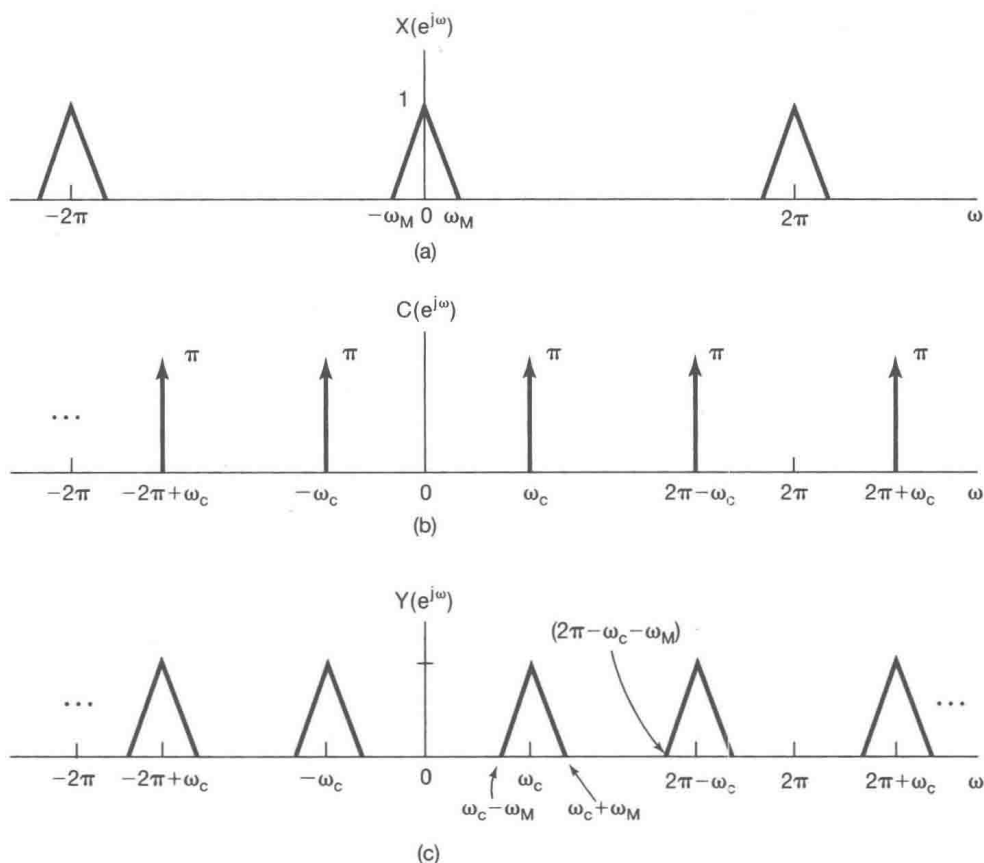 X(e^{jω})
1
−2π −ω_M 0 ω_M 2π ω
(a)
C(e^{jω})
π π π π π
...
−2π −2π+ω_c −ω_c 0 ω_c 2π−ω_c 2π 2π+ω_c ω
(b)
Y(e^{jω})
(2π−ω_c−ω_M)
... ...
−2π −2π+ω_c −ω_c 0 ω_c 2π−ω_c 2π 2π+ω_c ω
ω_c−ω_M ω_c+ω_M
(c)